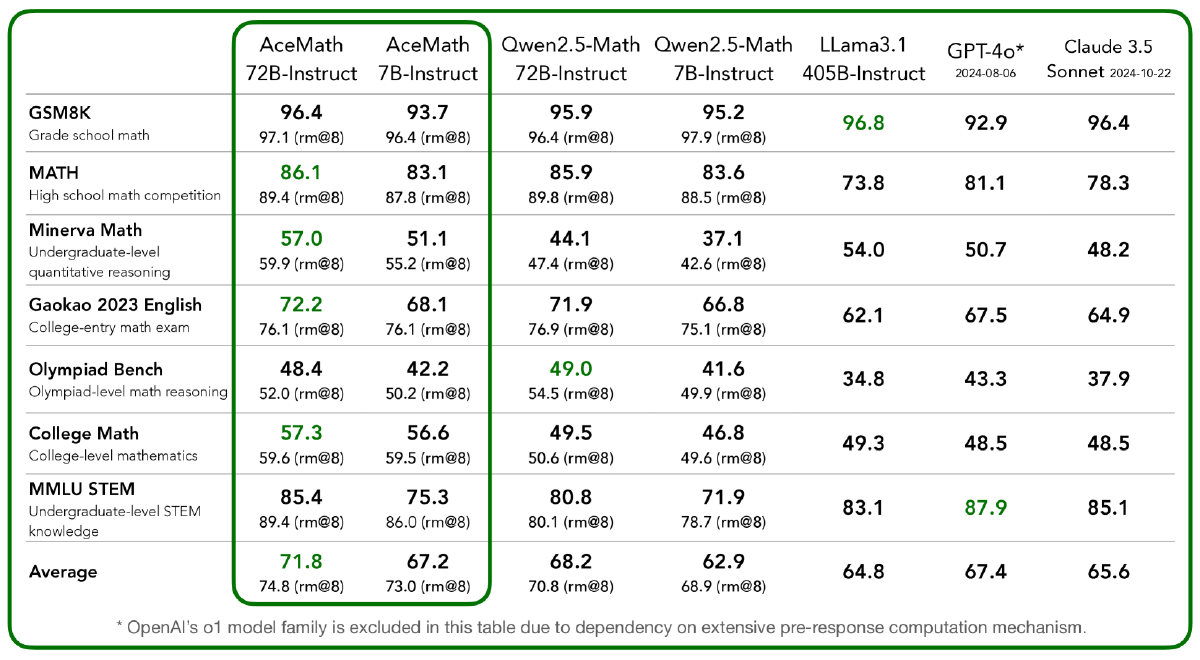 AceMath AceMath Qwen2.5-Math Qwen2.5-Math LLama3.1 GPT-4o* Claude 3.5
72B-Instruct 7B-Instruct 72B-Instruct 7B-Instruct 405B-Instruct 2024-08-06 Sonnet 2024-10-22
GSM8K 96.4 93.7 95.9 95.2 96.8 92.9 96.4
Grade school math 97.1 (rm@8) 96.4 (rm@8) 96.4 (rm@8) 97.9 (rm@8)
MATH 86.1 83.1 85.9 83.6 73.8 81.1 78.3
High school math competition 89.4 (rm@8) 87.8 (rm@8) 89.8 (rm@8) 88.5 (rm@8)
Minerva Math 57.0 51.1 44.1 37.1 54.0 50.7 48.2
Undergraduate-level 59.9 (rm@8) 55.2 (rm@8) 47.4 (rm@8) 42.6 (rm@8)
quantitative reasoning
Gaokao 2023 English 72.2 68.1 71.9 66.8 62.1 67.5 64.9
College-entry math exam 76.1 (rm@8) 76.1 (rm@8) 76.9 (rm@8) 75.1 (rm@8)
Olympiad Bench 48.4 42.2 49.0 41.6 34.8 43.3 37.9
Olympiad-level math reasoning 52.0 (rm@8) 50.2 (rm@8) 54.5 (rm@8) 49.9 (rm@8)
College Math 57.3 56.6 49.5 46.8 49.3 48.5 48.5
College-level mathematics 59.6 (rm@8) 59.5 (rm@8) 50.6 (rm@8) 49.6 (rm@8)
MMLU STEM 85.4 75.3 80.8 71.9 83.1 87.9 85.1
Undergraduate-level STEM 89.4 (rm@8) 86.0 (rm@8) 80.1 (rm@8) 78.7 (rm@8)
knowledge
Average 71.8 67.2 68.2 62.9 64.8 67.4 65.6
74.8 (rm@8) 73.0 (rm@8) 70.8 (rm@8) 68.9 (rm@8)
* OpenAI's o1 model family is excluded in this table due to dependency on extensive pre-response computation mechanism.